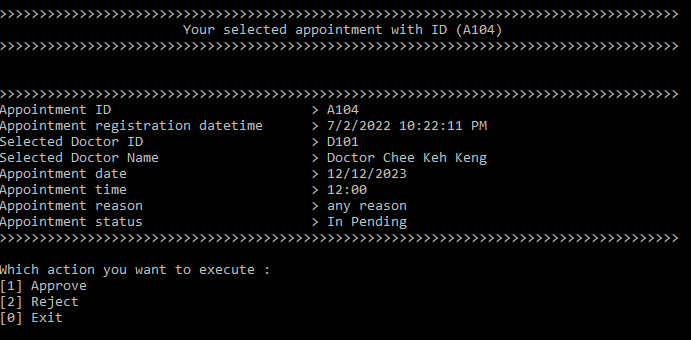 >>>>>>>>>>>>>>>>>>>>>>>>>>>>>>>>>>>>>>>>>>>>>>>>>>>>>>>>>>>>>>>>>>>>>>>>>>>>>>>>>>>>>
Your selected appointment with ID (A104)
>>>>>>>>>>>>>>>>>>>>>>>>>>>>>>>>>>>>>>>>>>>>>>>>>>>>>>>>>>>>>>>>>>>>>>>>>>>>>>>>>>>>>
>>>>>>>>>>>>>>>>>>>>>>>>>>>>>>>>>>>>>>>>>>>>>>>>>>>>>>>>>>>>>>>>>>>>>>>>>>>>>>>>>>>>>
Appointment ID > A104
Appointment registration datetime > 7/2/2022 10:22:11 PM
Selected Doctor ID > D101
Selected Doctor Name > Doctor Chee Keh Keng
Appointment date > 12/12/2023
Appointment time > 12:00
Appointment reason > any reason
Appointment status > In Pending
>>>>>>>>>>>>>>>>>>>>>>>>>>>>>>>>>>>>>>>>>>>>>>>>>>>>>>>>>>>>>>>>>>>>>>>>>>>>>>>>>>>>>
Which action you want to execute :
[1] Approve
[2] Reject
[0] Exit